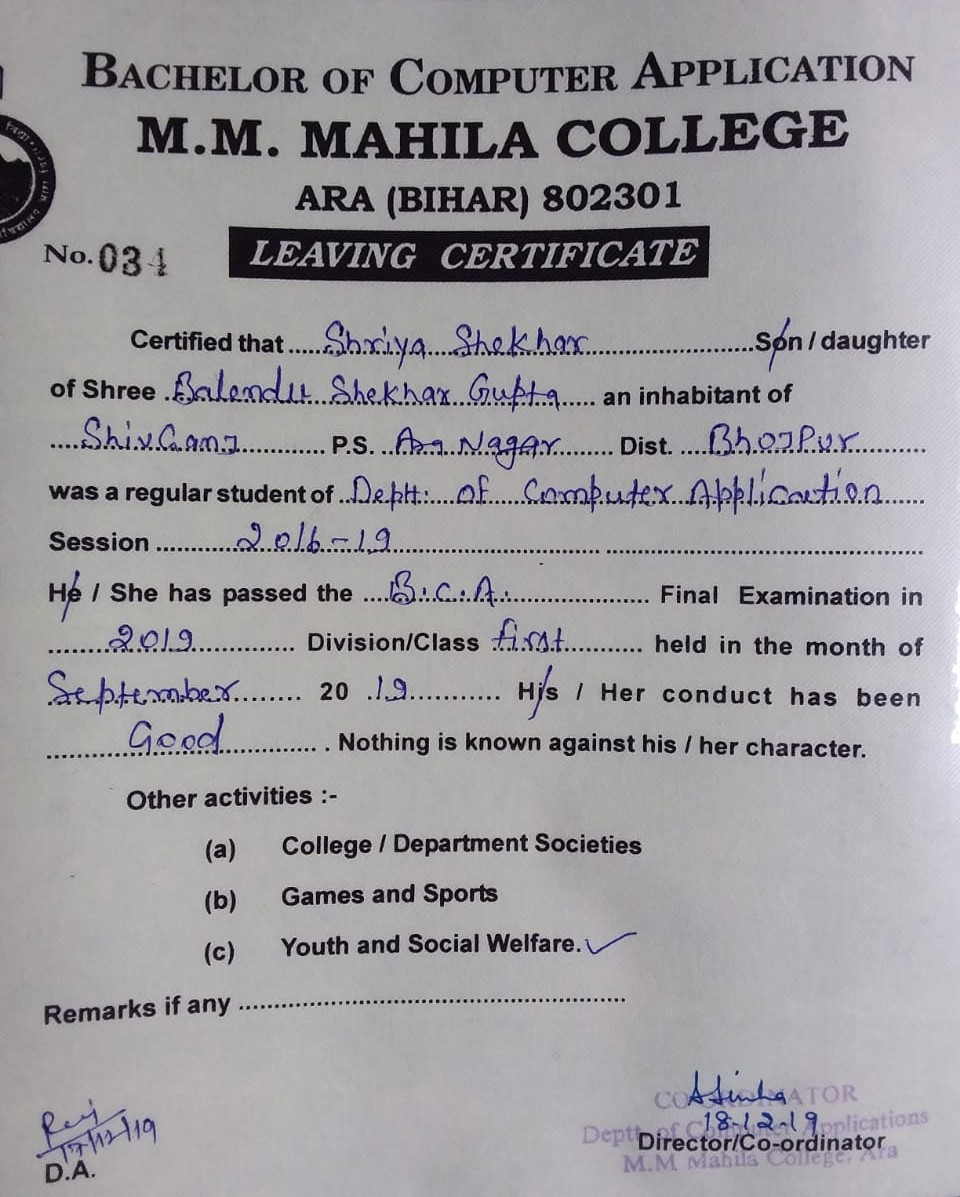 BACHELOR OF COMPUTER APPLICATION
M.M. MAHILA COLLEGE
ARA (BIHAR) 802301
No. 034 LEAVING CERTIFICATE
Certified that ..... Shriya Shekhar ..... Son / daughter
of Shree . Balendu Shekhar Gupta ..... an inhabitant of
.... ShivGanj ............ P.S. .. Ara Nagar ........ Dist. .... BhojPur ..........
was a regular student of .. Deptt: of Computer Application ......
Session ............ 2016-19 ..............................
He / She has passed the .... B.C.A. .................. Final Examination in
....... 2019 .............. Division/Class first ........... held in the month of
September ....... 20 .19 ........... His / Her conduct has been
........... Good .............. . Nothing is known against his / her character.
Other activities :-
(a) College / Department Societies
(b) Games and Sports
(c) Youth and Social Welfare. ✓
Remarks if any ..................................................
17/12/19
D.A.
COORDINATOR
ASinha
18-12-19
Deptt. of Computer Applications
Director/Co-ordinator
M.M Mahila College, Ara